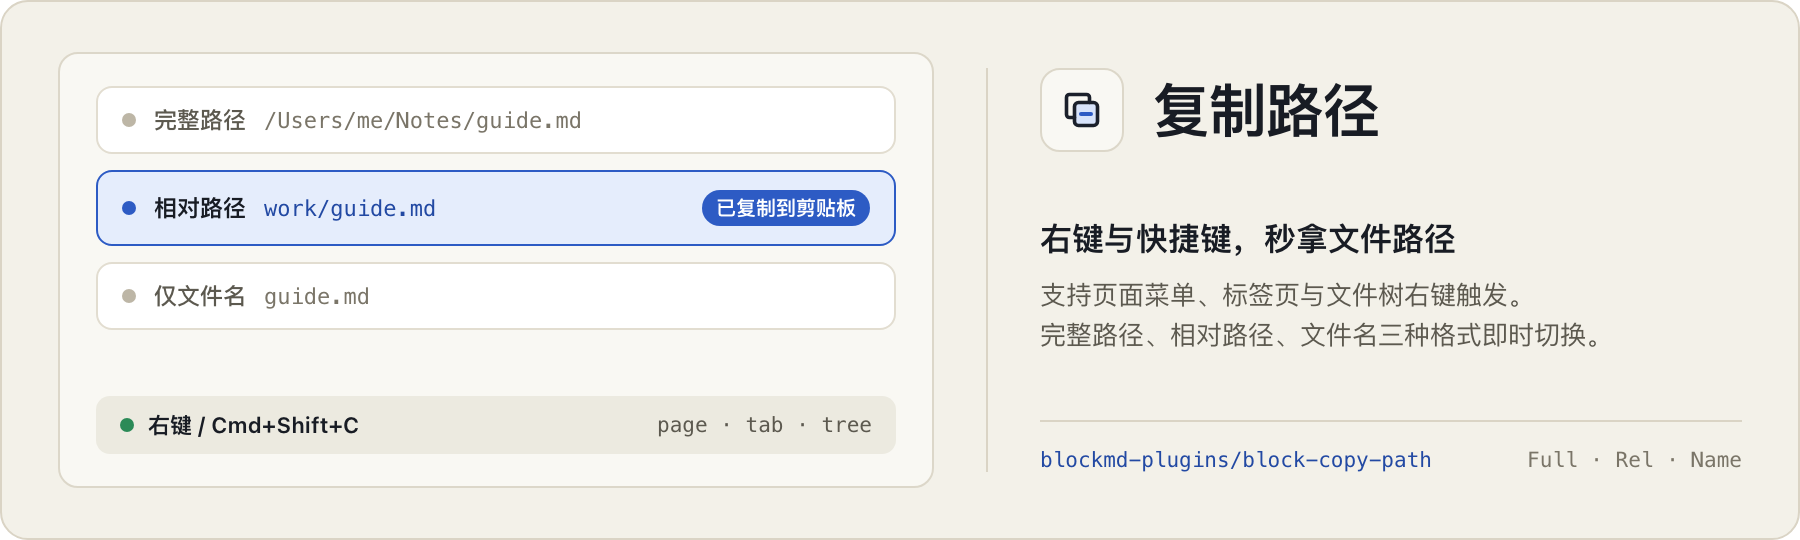 完整路径 /Users/me/Notes/guide.md
相对路径 work/guide.md 已复制到剪贴板
仅文件名 guide.md
右键 / Cmd+Shift+C page · tab · tree
复制路径
右键与快捷键，秒拿文件路径
支持页面菜单、标签页与文件树右键触发。
完整路径、相对路径、文件名三种格式即时切换。
blockmd-plugins/block-copy-path Full · Rel · Name